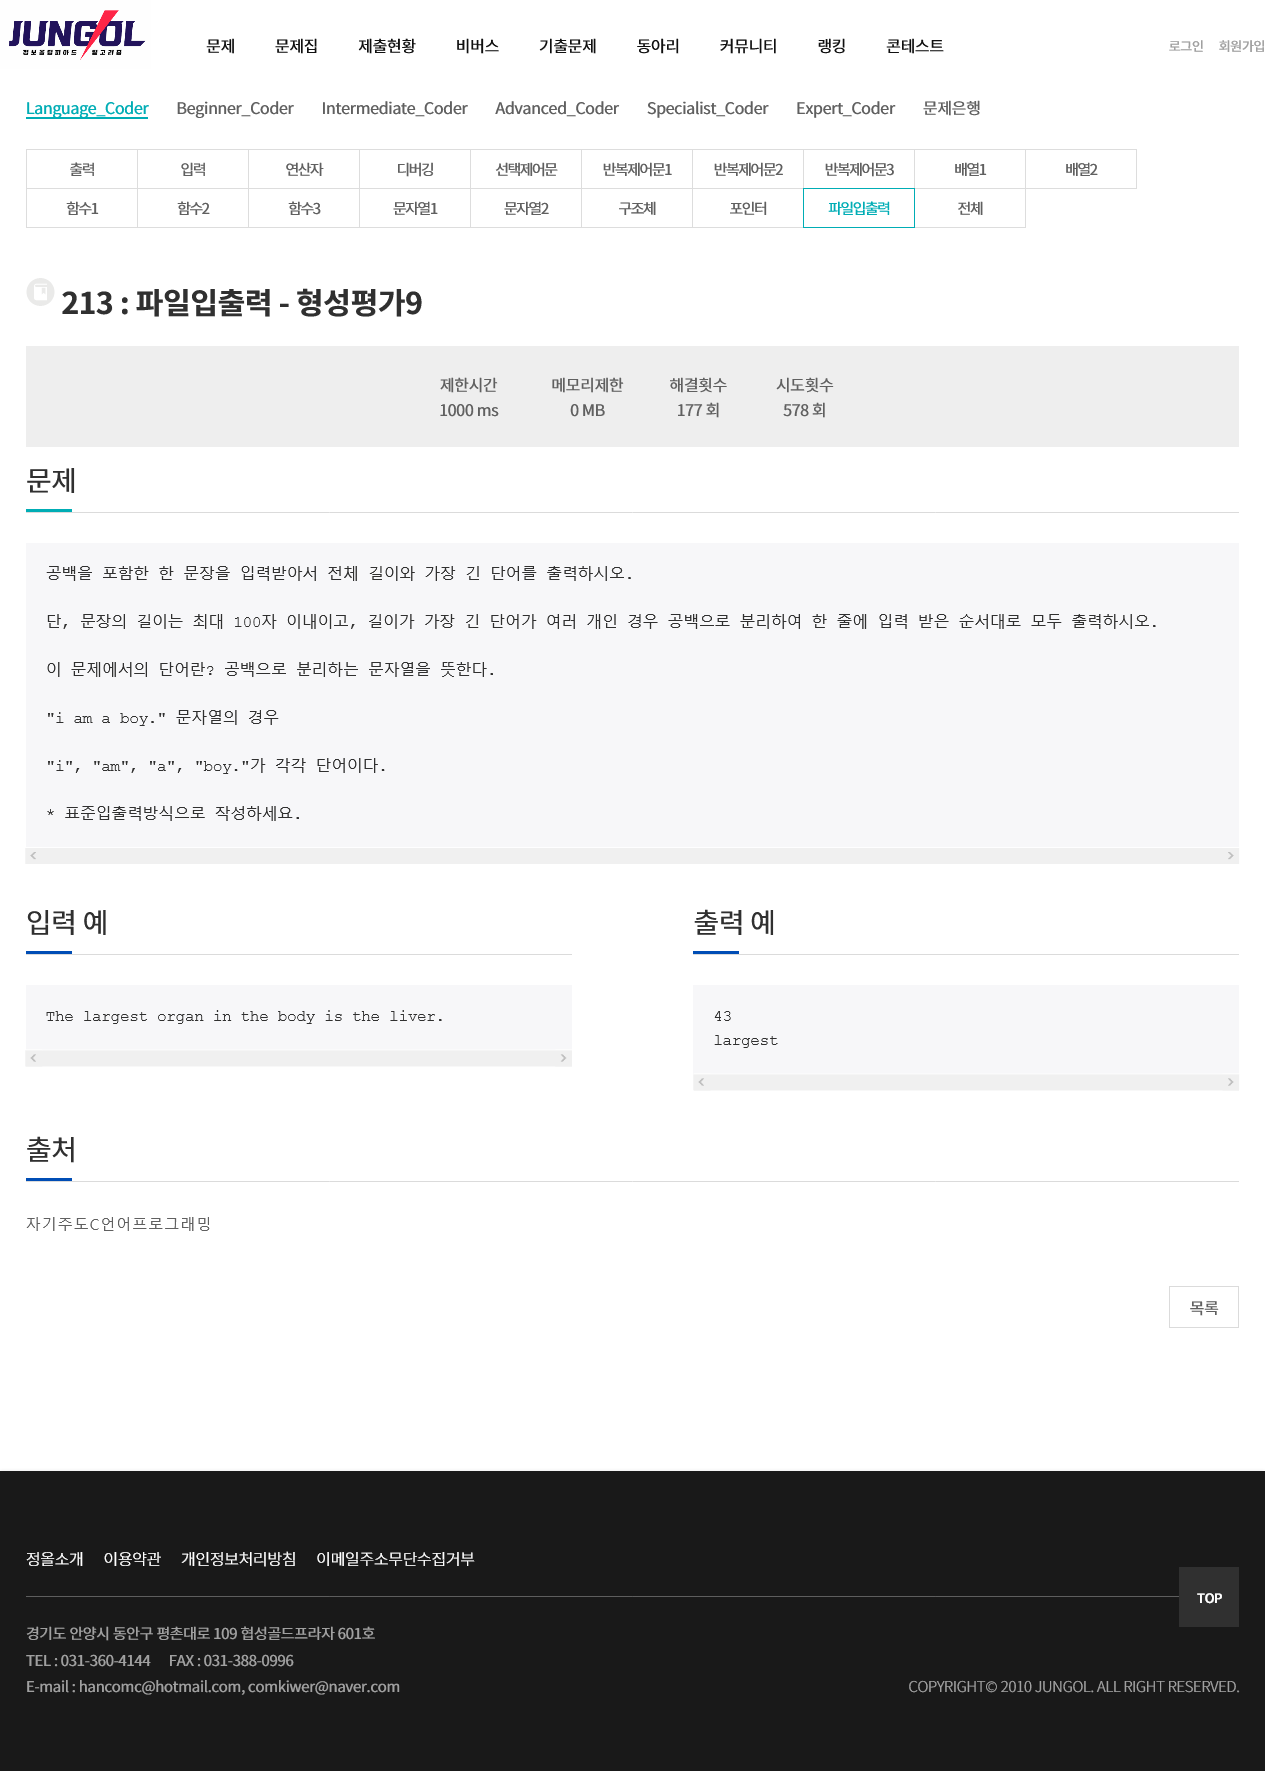 JUNGOL
정보올림피아드 알고리즘
문제 문제집 제출현황 비버스 기출문제 동아리 커뮤니티 랭킹 콘테스트 로그인 회원가입
Language_Coder Beginner_Coder Intermediate_Coder Advanced_Coder Specialist_Coder Expert_Coder 문제은행
출력 입력 연산자 디버깅 선택제어문 반복제어문1 반복제어문2 반복제어문3 배열1 배열2
함수1 함수2 함수3 문자열1 문자열2 구조체 포인터 파일입출력 전체
213 : 파일입출력 - 형성평가9
제한시간 메모리제한 해결횟수 시도횟수
1000 ms 0 MB 177 회 578 회
문제
공백을 포함한 한 문장을 입력받아서 전체 길이와 가장 긴 단어를 출력하시오.
단, 문장의 길이는 최대 100자 이내이고, 길이가 가장 긴 단어가 여러 개인 경우 공백으로 분리하여 한 줄에 입력 받은 순서대로 모두 출력하시오.
이 문제에서의 단어란? 공백으로 분리하는 문자열을 뜻한다.
"i am a boy." 문자열의 경우
"i", "am", "a", "boy."가 각각 단어이다.
* 표준입출력방식으로 작성하세요.
입력 예
The largest organ in the body is the liver.
출력 예
43
largest
출처
자기주도C언어프로그래밍
목록
정올소개 이용약관 개인정보처리방침 이메일주소무단수집거부
TOP
경기도 안양시 동안구 평촌대로 109 협성골드프라자 601호
TEL : 031-360-4144 FAX : 031-388-0996
E-mail : hancomc@hotmail.com, comkiwer@naver.com COPYRIGHT© 2010 JUNGOL. ALL RIGHT RESERVED.